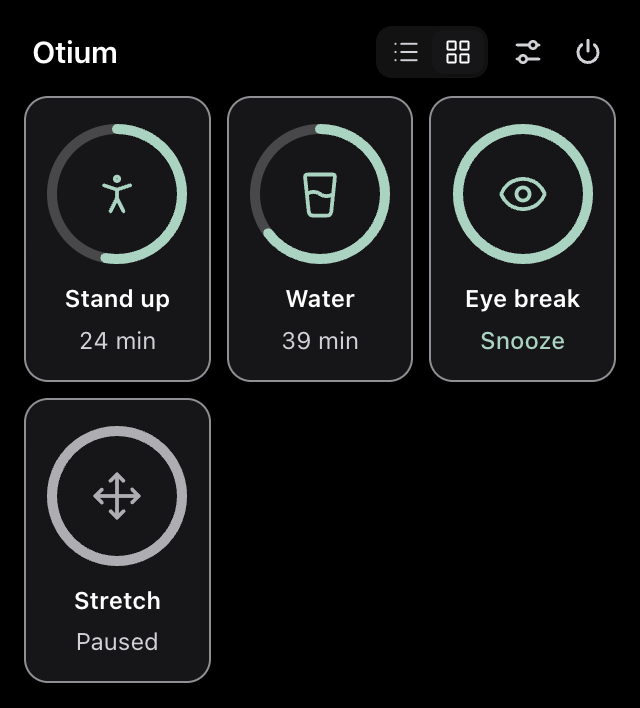 Otium
Stand up
24 min
Water
39 min
Eye break
Snooze
Stretch
Paused